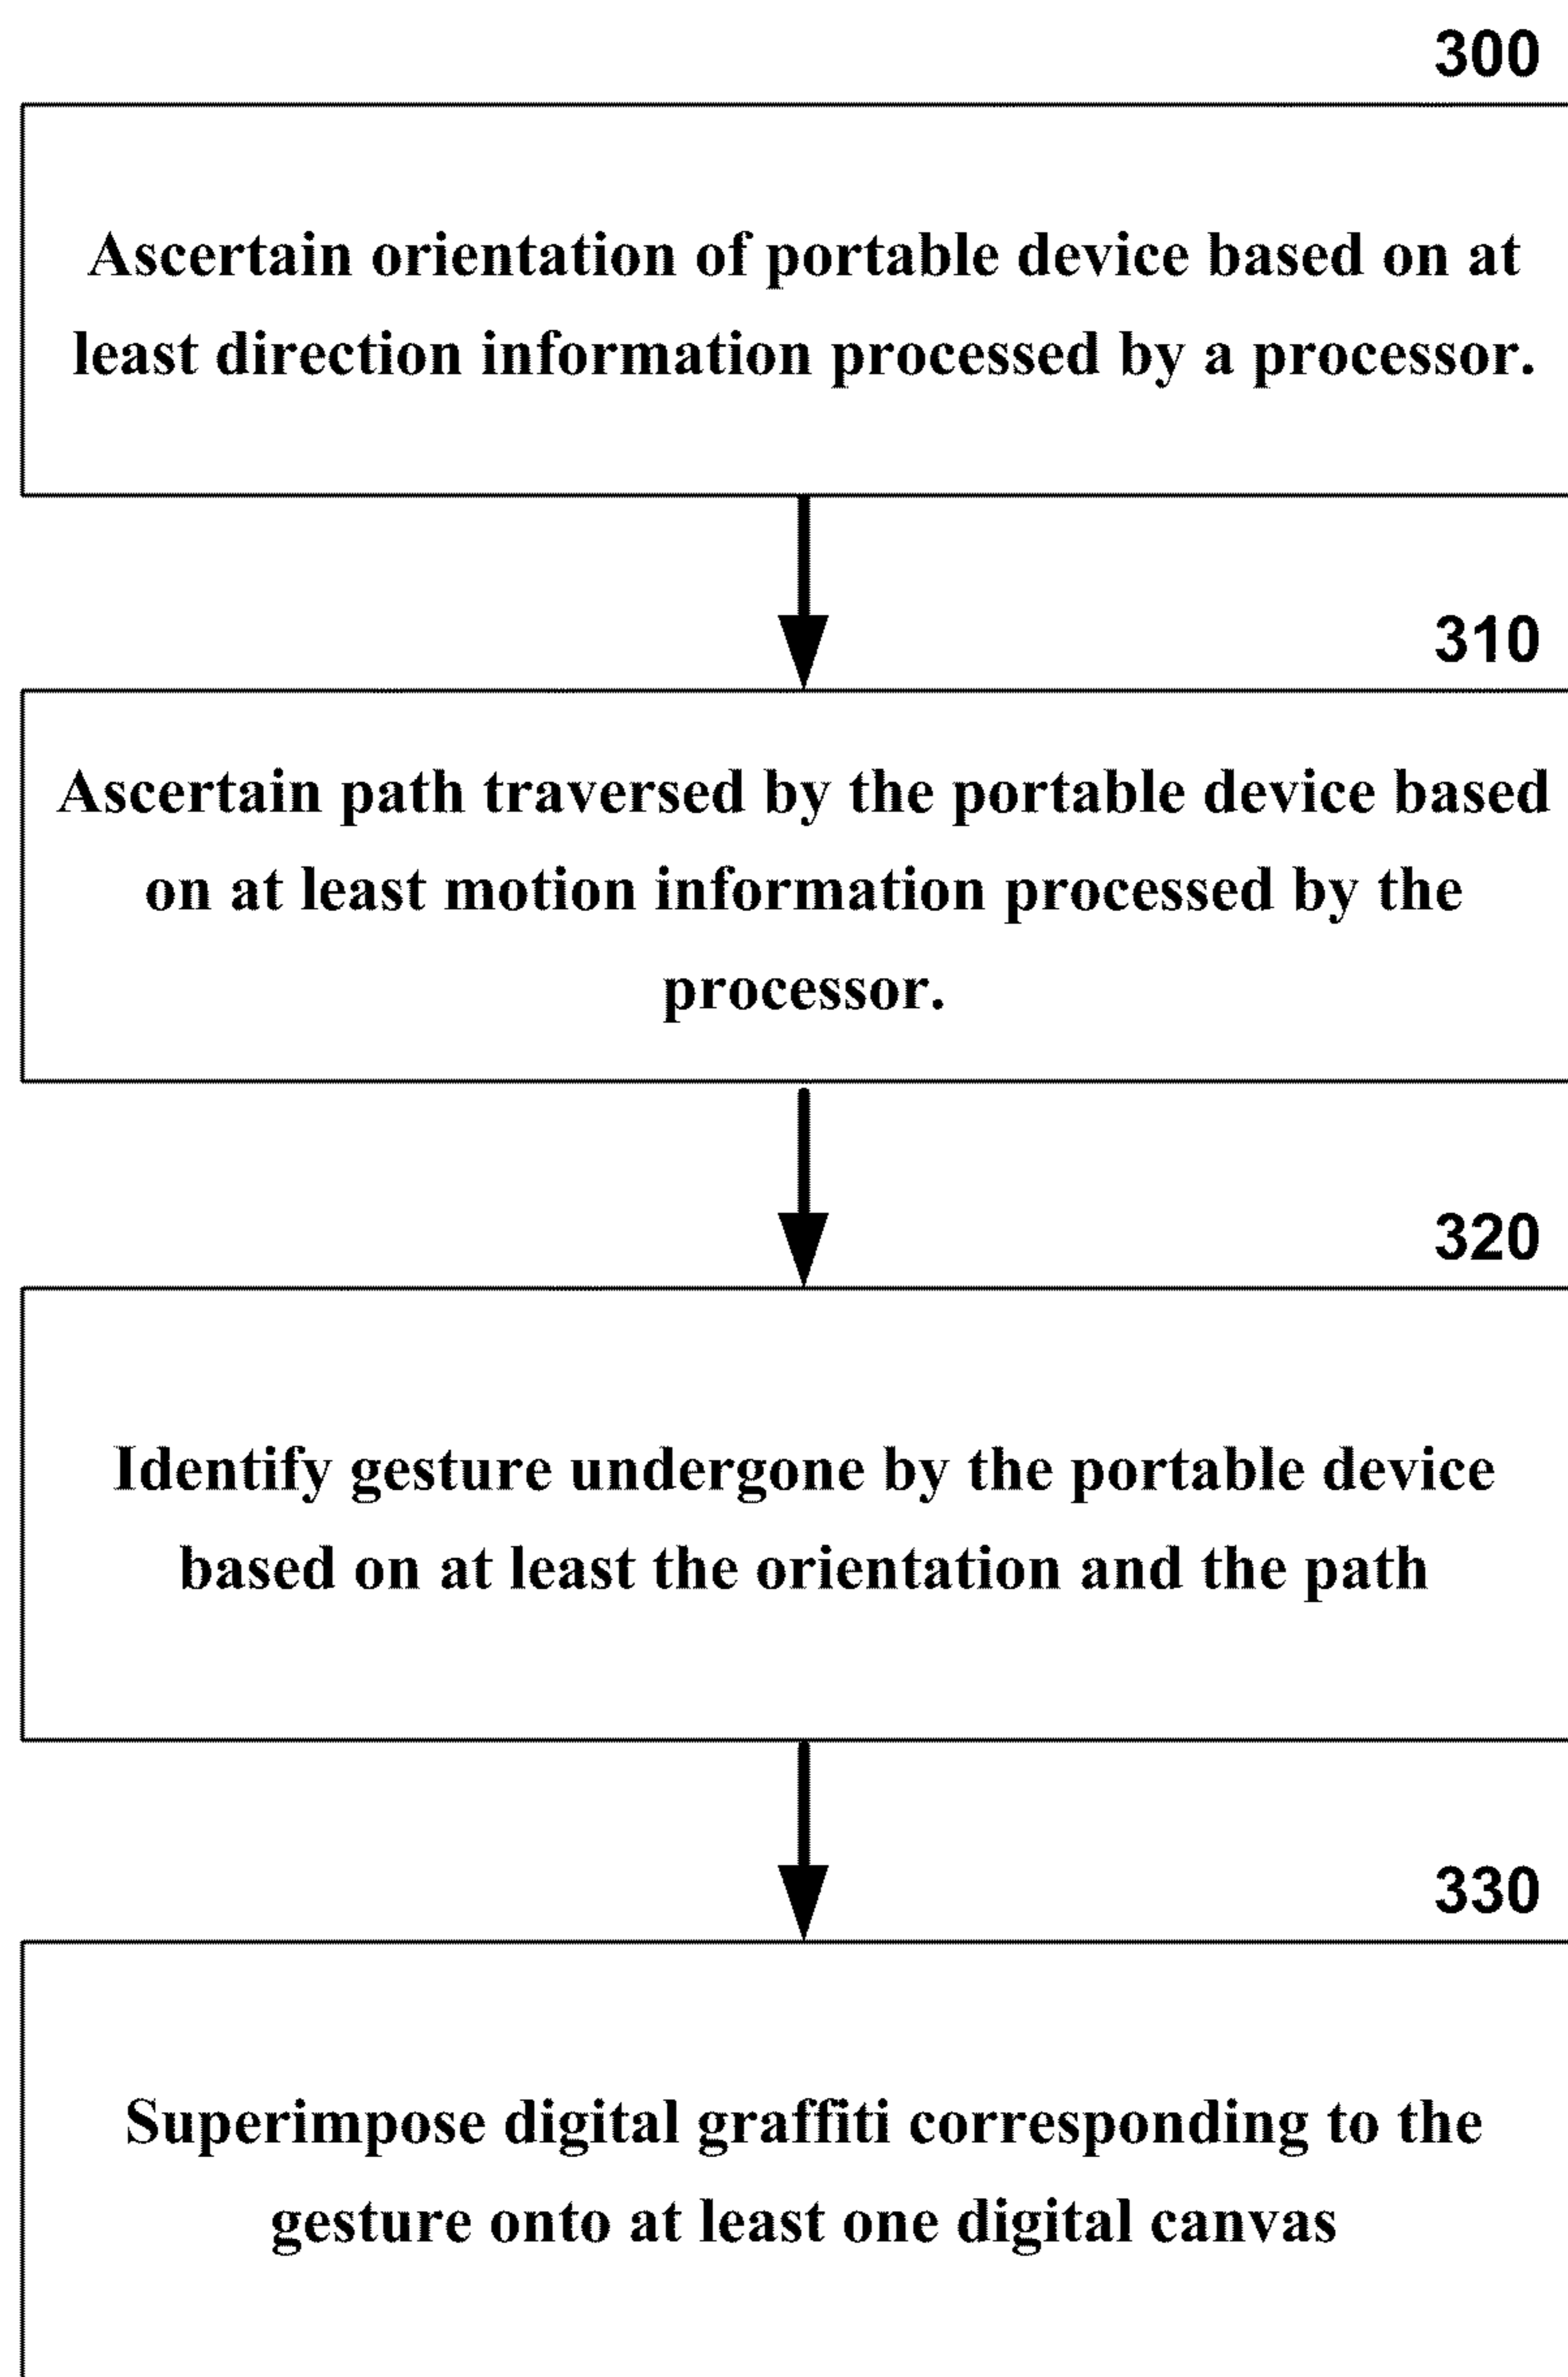 300
Ascertain orientation of portable device based on at
least direction information processed by a processor.
310
Ascertain path traversed by the portable device based
on at least motion information processed by the
processor.
320
Identify gesture undergone by the portable device
based on at least the orientation and the path
330
Superimpose digital graffiti corresponding to the
gesture onto at least one digital canvas